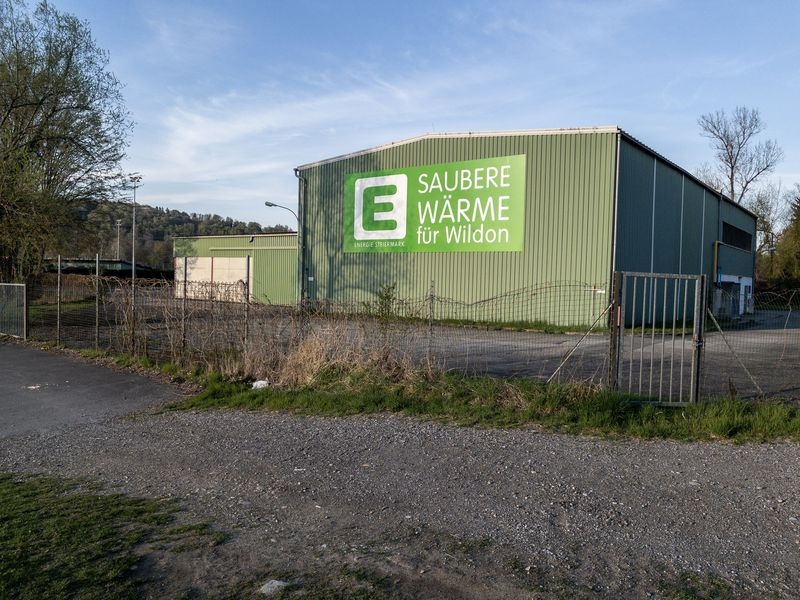 E
ENERGIE STEIERMARK
SAUBERE
WÄRME
für Wildon